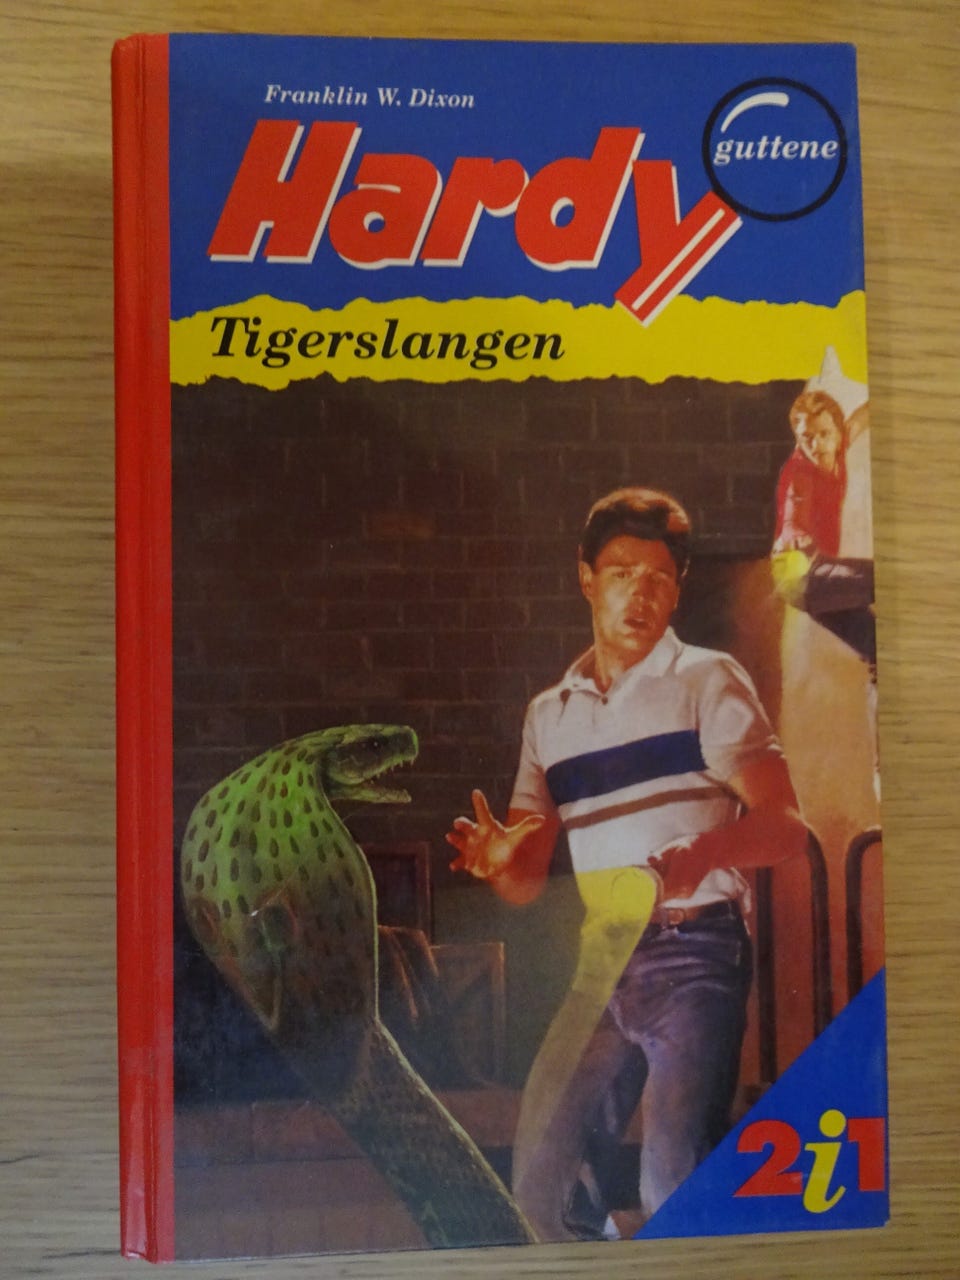 Franklin W. Dixon
Hardy
guttene
Tigerslangen
2i1